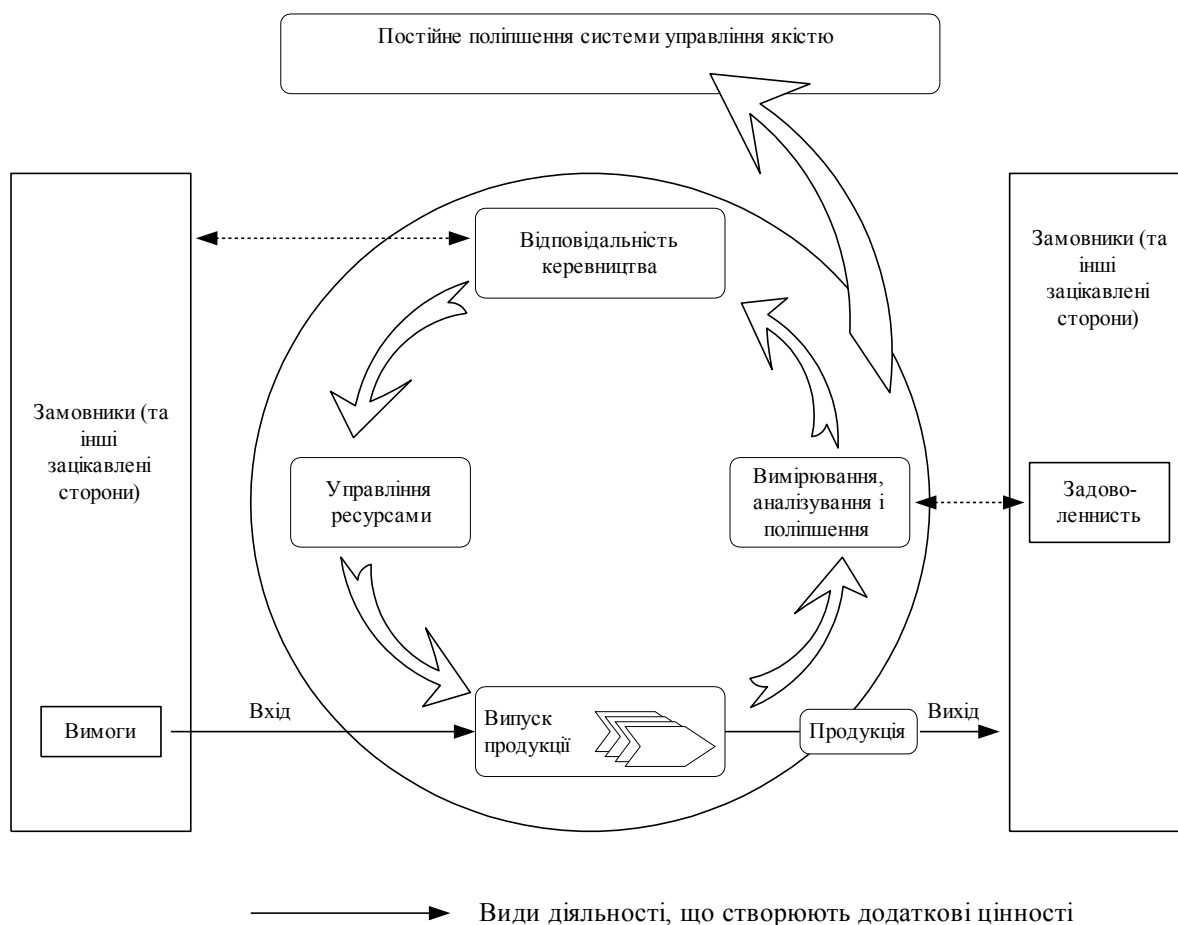 Постійне поліпшення системи управління якістю
Відповідальність
керевництва
Замовники (та
інші
зацікавлені
сторони)
Замовники (та
інші
зацікавлені
сторони)
Управління
ресурсами
Вимірювання,
аналізування і
поліпшення
Задово-
леннисть
Вимоги
Вхід
Випуск
продукції
Продукція
Вихід
Види діяльності, що створюють додаткові цінності